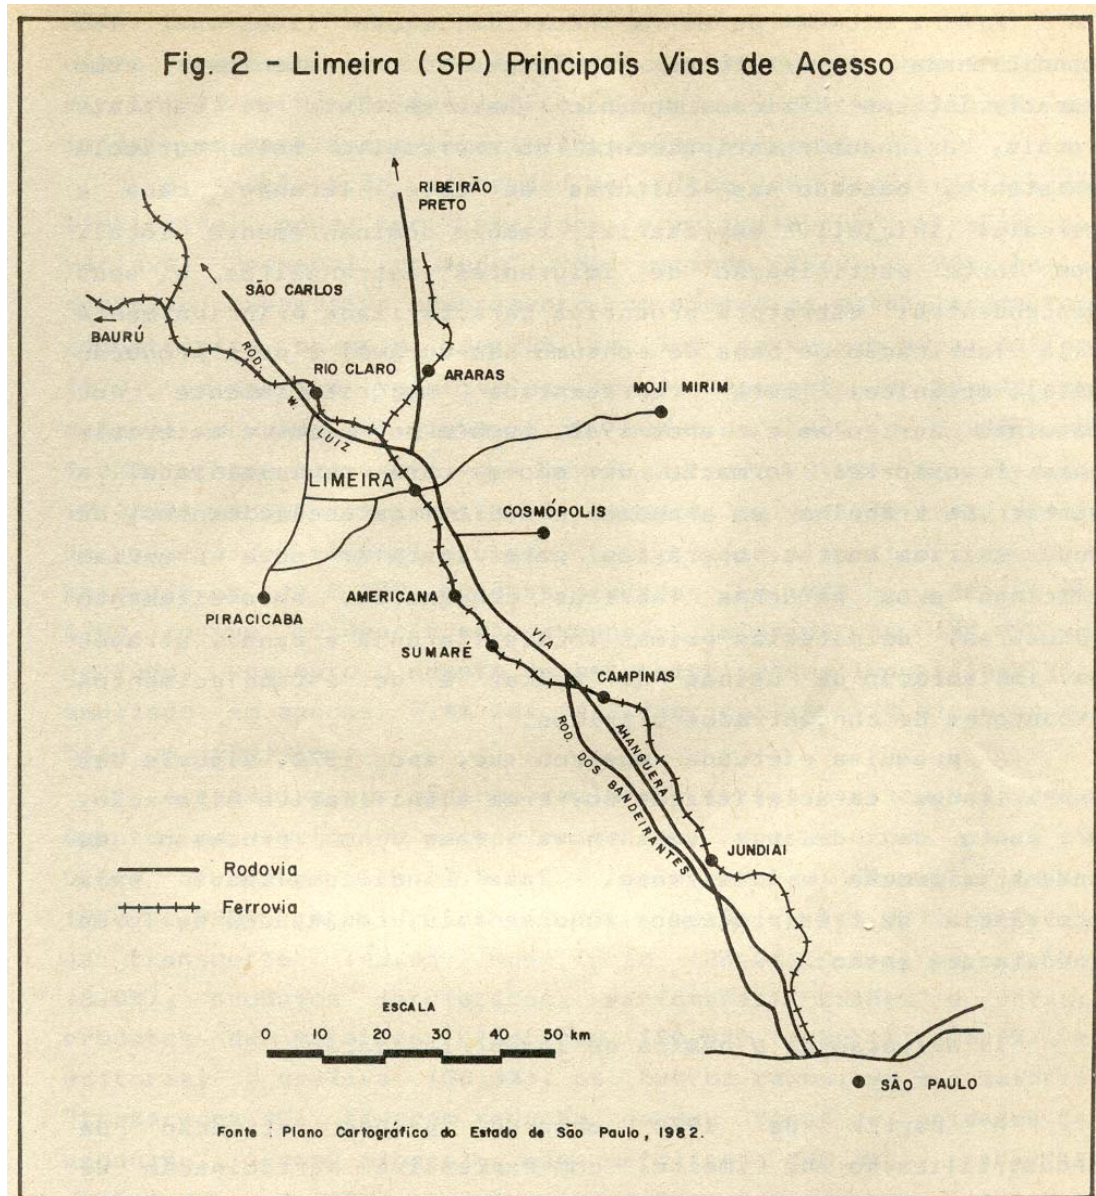 Fig. 2 - Limeira (SP) Principais Vias de Acesso
RIBEIRÃO
PRETO
SÃO CARLOS
BAURÚ
ROD. W. LUIZ
RIO CLARO
ARARAS
MOJI MIRIM
LIMEIRA
COSMÓPOLIS
PIRACICABA
AMERICANA
SUMARÉ
VIA AHANGUERA
CAMPINAS
ROD. DOS BANDEIRANTES
JUNDIAI
Rodovia
Ferrovia
ESCALA
0 10 20 30 40 50 km
SÃO PAULO
Fonte : Plano Cartográfico do Estado de São Paulo, 1982.